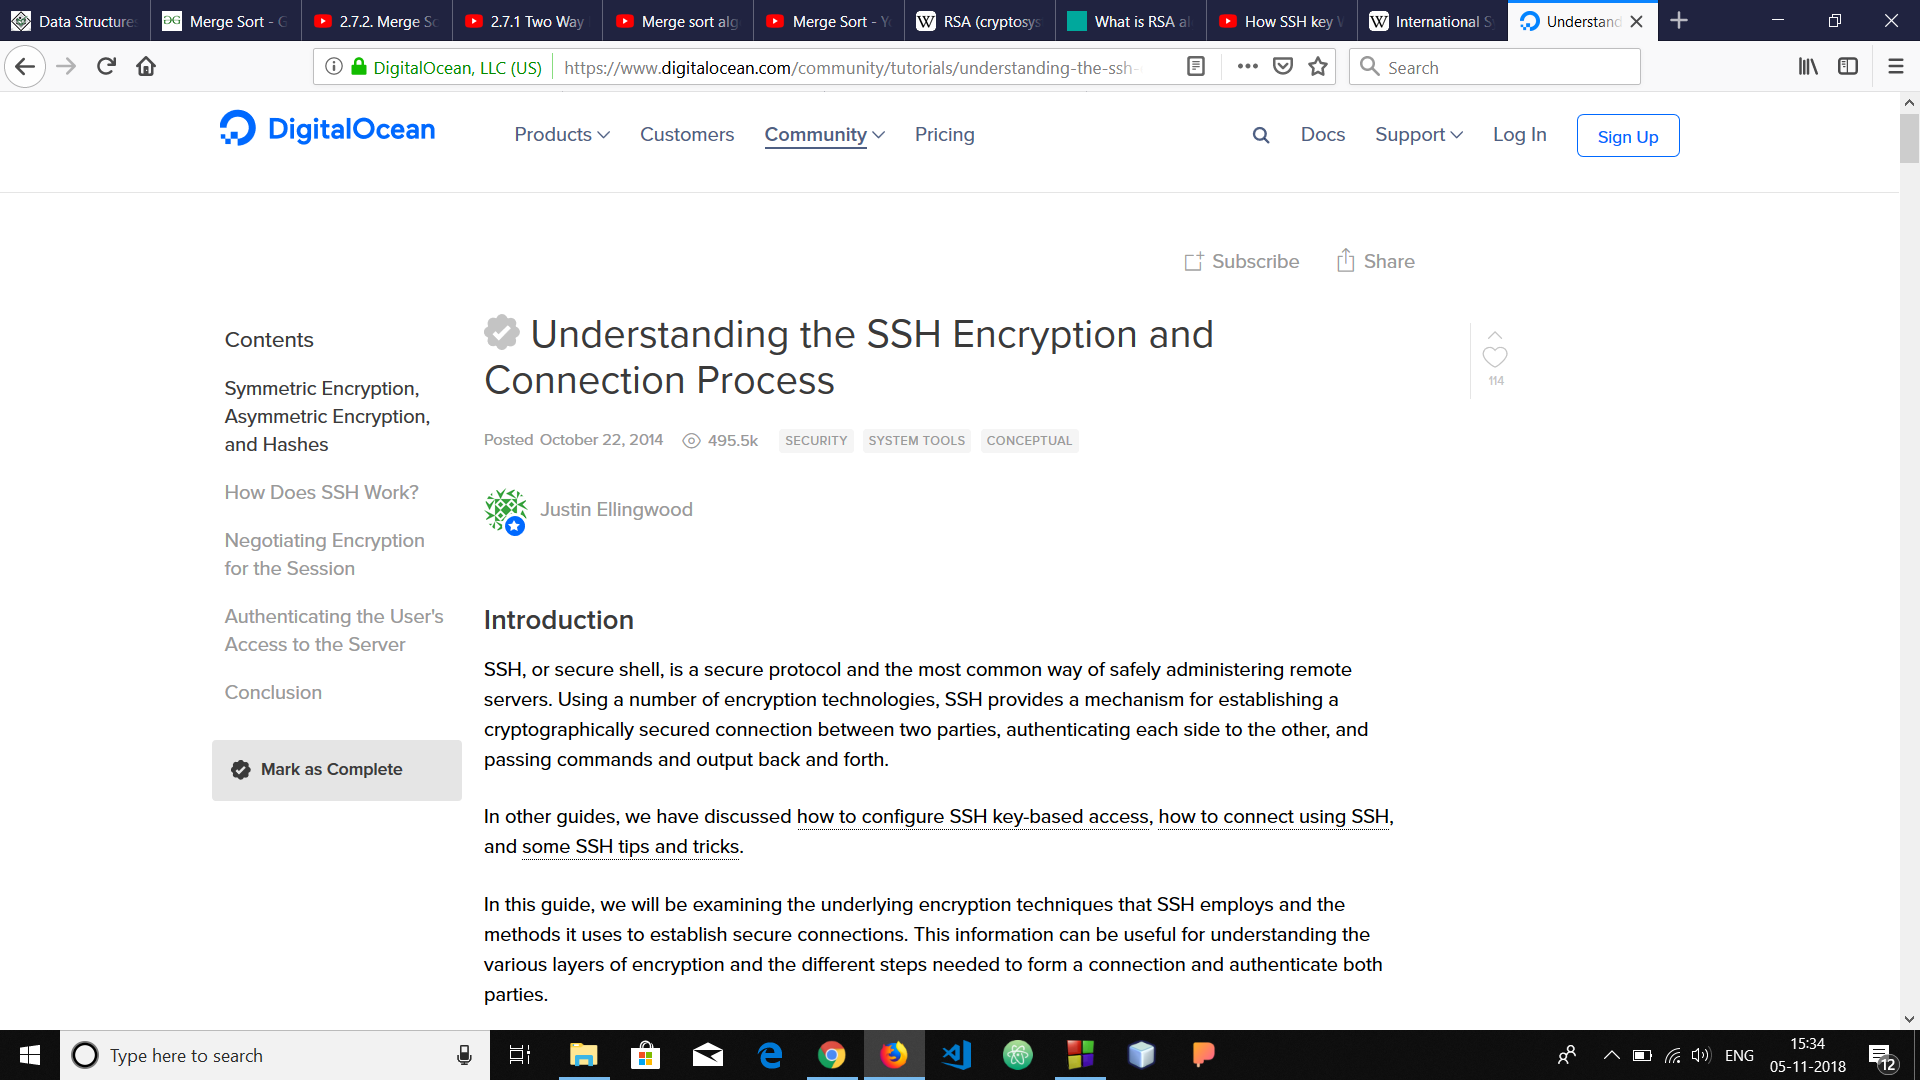 Data Structures
Merge Sort - G
2.7.2. Merge So
2.7.1 Two Way
Merge sort alg
Merge Sort - Yo
RSA (cryptosys
What is RSA al
How SSH key W
International S
Understand
DigitalOcean, LLC (US)
https://www.digitalocean.com/community/tutorials/understanding-the-ssh-
Search
DigitalOcean
Products
Customers
Community
Pricing
Docs
Support
Log In
Sign Up
Subscribe
Share
Contents
Symmetric Encryption,
Asymmetric Encryption,
and Hashes
How Does SSH Work?
Negotiating Encryption
for the Session
Authenticating the User's
Access to the Server
Conclusion
Mark as Complete
Understanding the SSH Encryption and
Connection Process
114
Posted October 22, 2014
495.5k
SECURITY
SYSTEM TOOLS
CONCEPTUAL
Justin Ellingwood
Introduction
SSH, or secure shell, is a secure protocol and the most common way of safely administering remote
servers. Using a number of encryption technologies, SSH provides a mechanism for establishing a
cryptographically secured connection between two parties, authenticating each side to the other, and
passing commands and output back and forth.
In other guides, we have discussed how to configure SSH key-based access, how to connect using SSH,
and some SSH tips and tricks.
In this guide, we will be examining the underlying encryption techniques that SSH employs and the
methods it uses to establish secure connections. This information can be useful for understanding the
various layers of encryption and the different steps needed to form a connection and authenticate both
parties.
Type here to search
ENG
15:34
05-11-2018
12